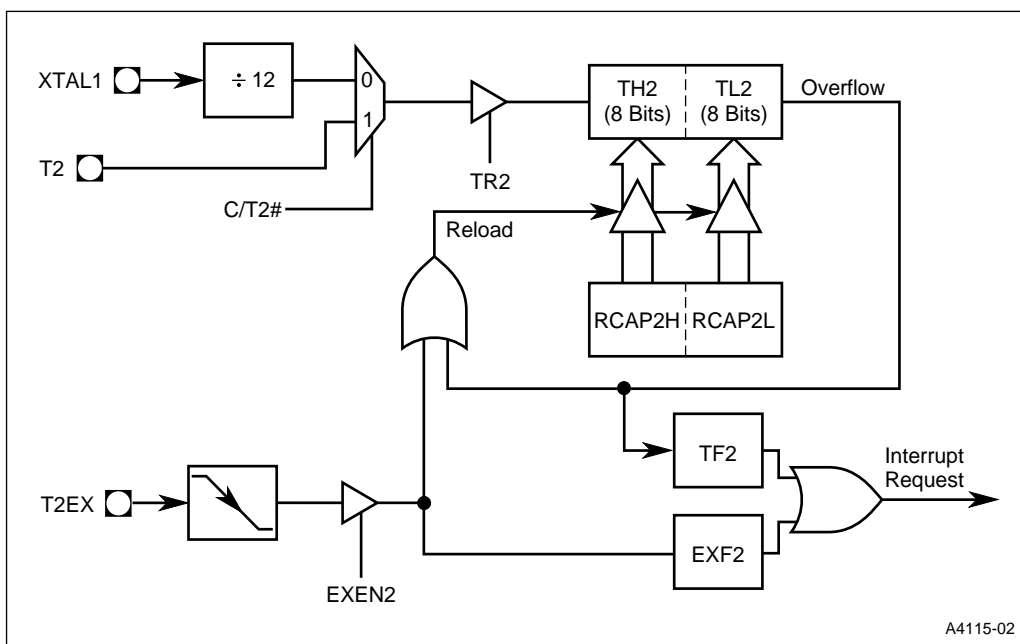 XTAL1
÷ 12
0
1
T2
C/T2#
TR2
TH2
(8 Bits)
TL2
(8 Bits)
Overflow
Reload
RCAP2H
RCAP2L
T2EX
EXEN2
TF2
EXF2
Interrupt
Request
A4115-02